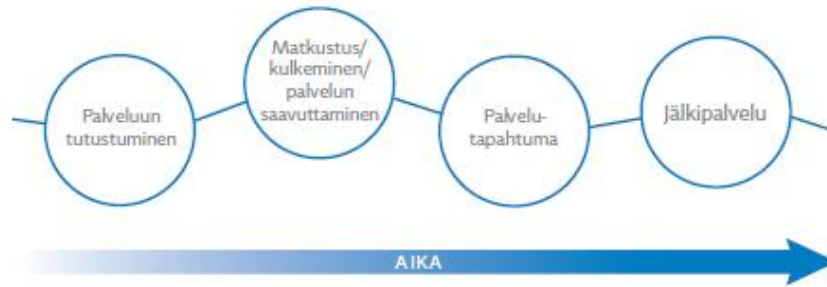 Palveluun
tutustuminen
Matkustus/
kulkeminen/
palvelun
saavuttaminen
Palvelu-
tapahtuma
Jälkipalvelu
AIKA